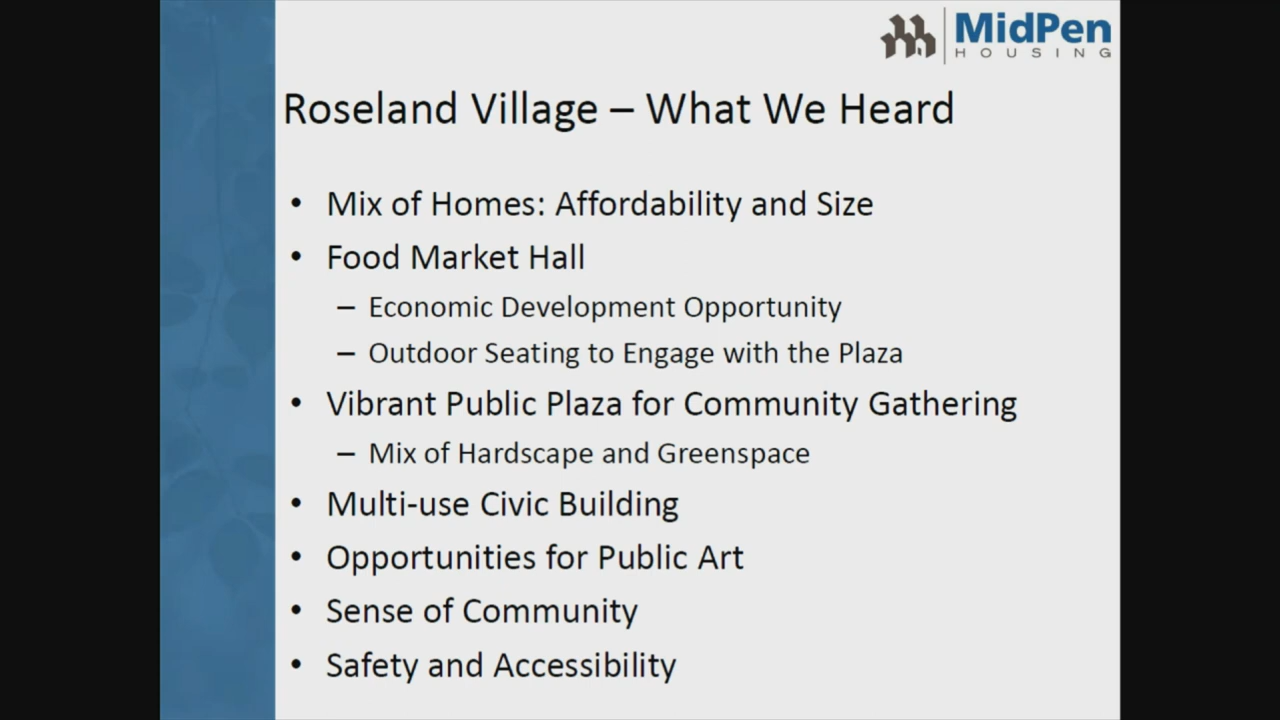 MidPen
HOUSING
Roseland Village – What We Heard
• Mix of Homes: Affordability and Size
• Food Market Hall
– Economic Development Opportunity
– Outdoor Seating to Engage with the Plaza
• Vibrant Public Plaza for Community Gathering
– Mix of Hardscape and Greenspace
• Multi-use Civic Building
• Opportunities for Public Art
• Sense of Community
• Safety and Accessibility